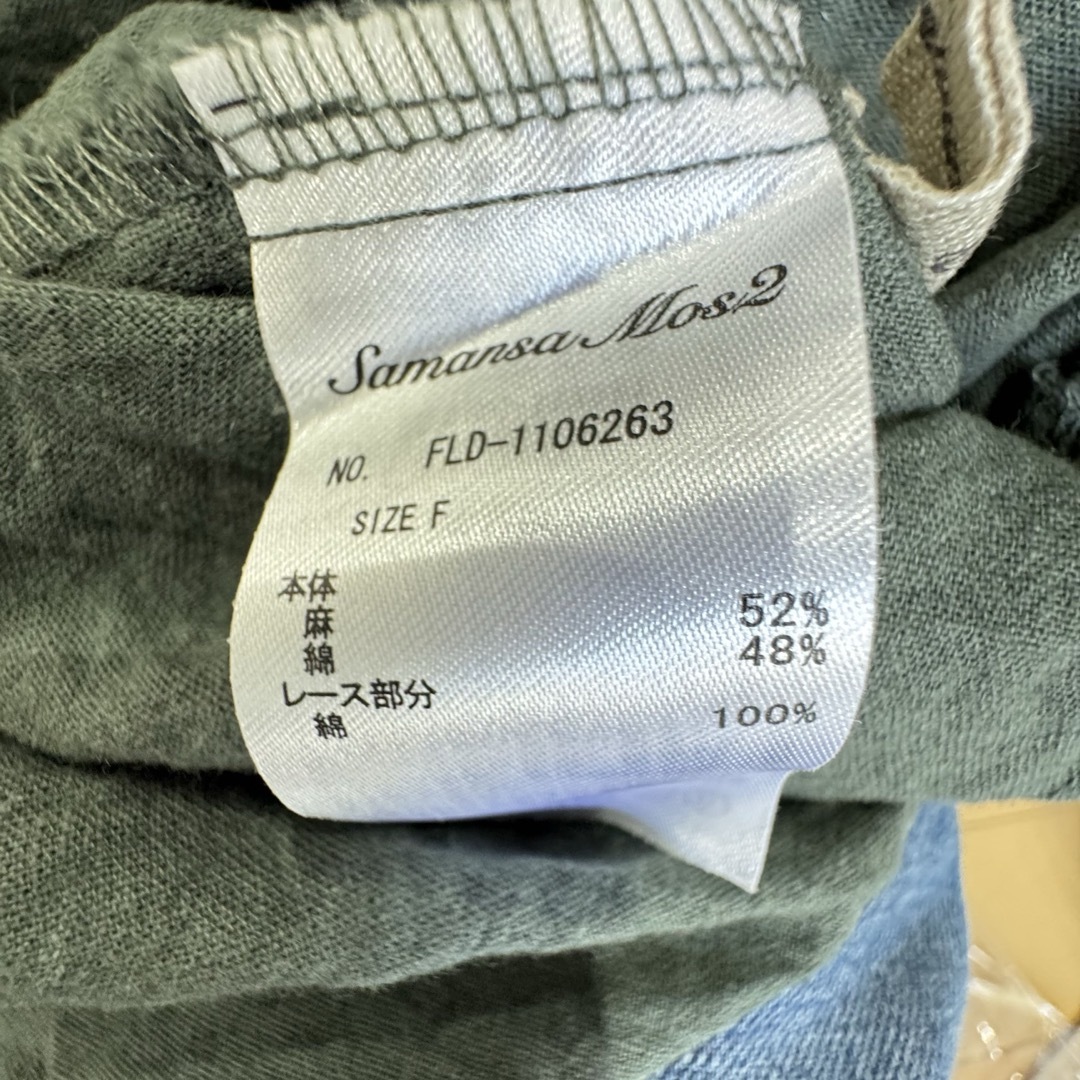 Samansa Mos2
NO. FLD-1106263
SIZE F
本体
麻 52%
綿 48%
レース部分
綿 100%